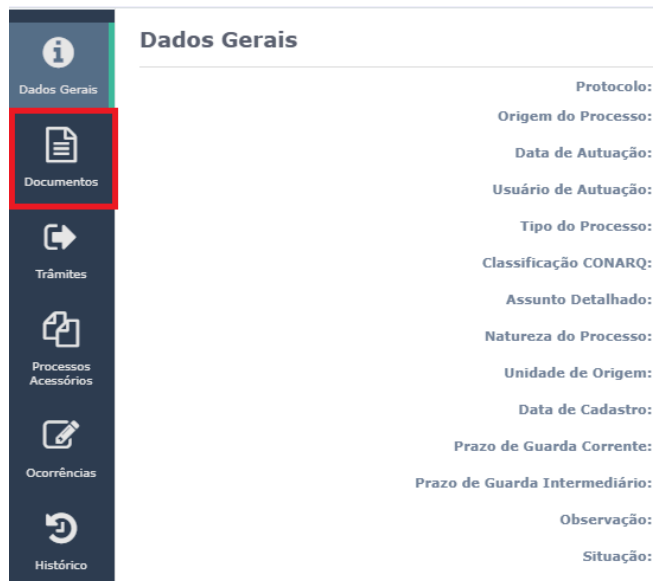 Dados Gerais
Documentos
Trâmites
Processos
Acessórios
Ocorrências
Histórico
Dados Gerais
Protocolo:
Origem do Processo:
Data de Autuação:
Usuário de Autuação:
Tipo do Processo:
Classificação CONARQ:
Assunto Detalhado:
Natureza do Processo:
Unidade de Origem:
Data de Cadastro:
Prazo de Guarda Corrente:
Prazo de Guarda Intermediário:
Observação:
Situação: